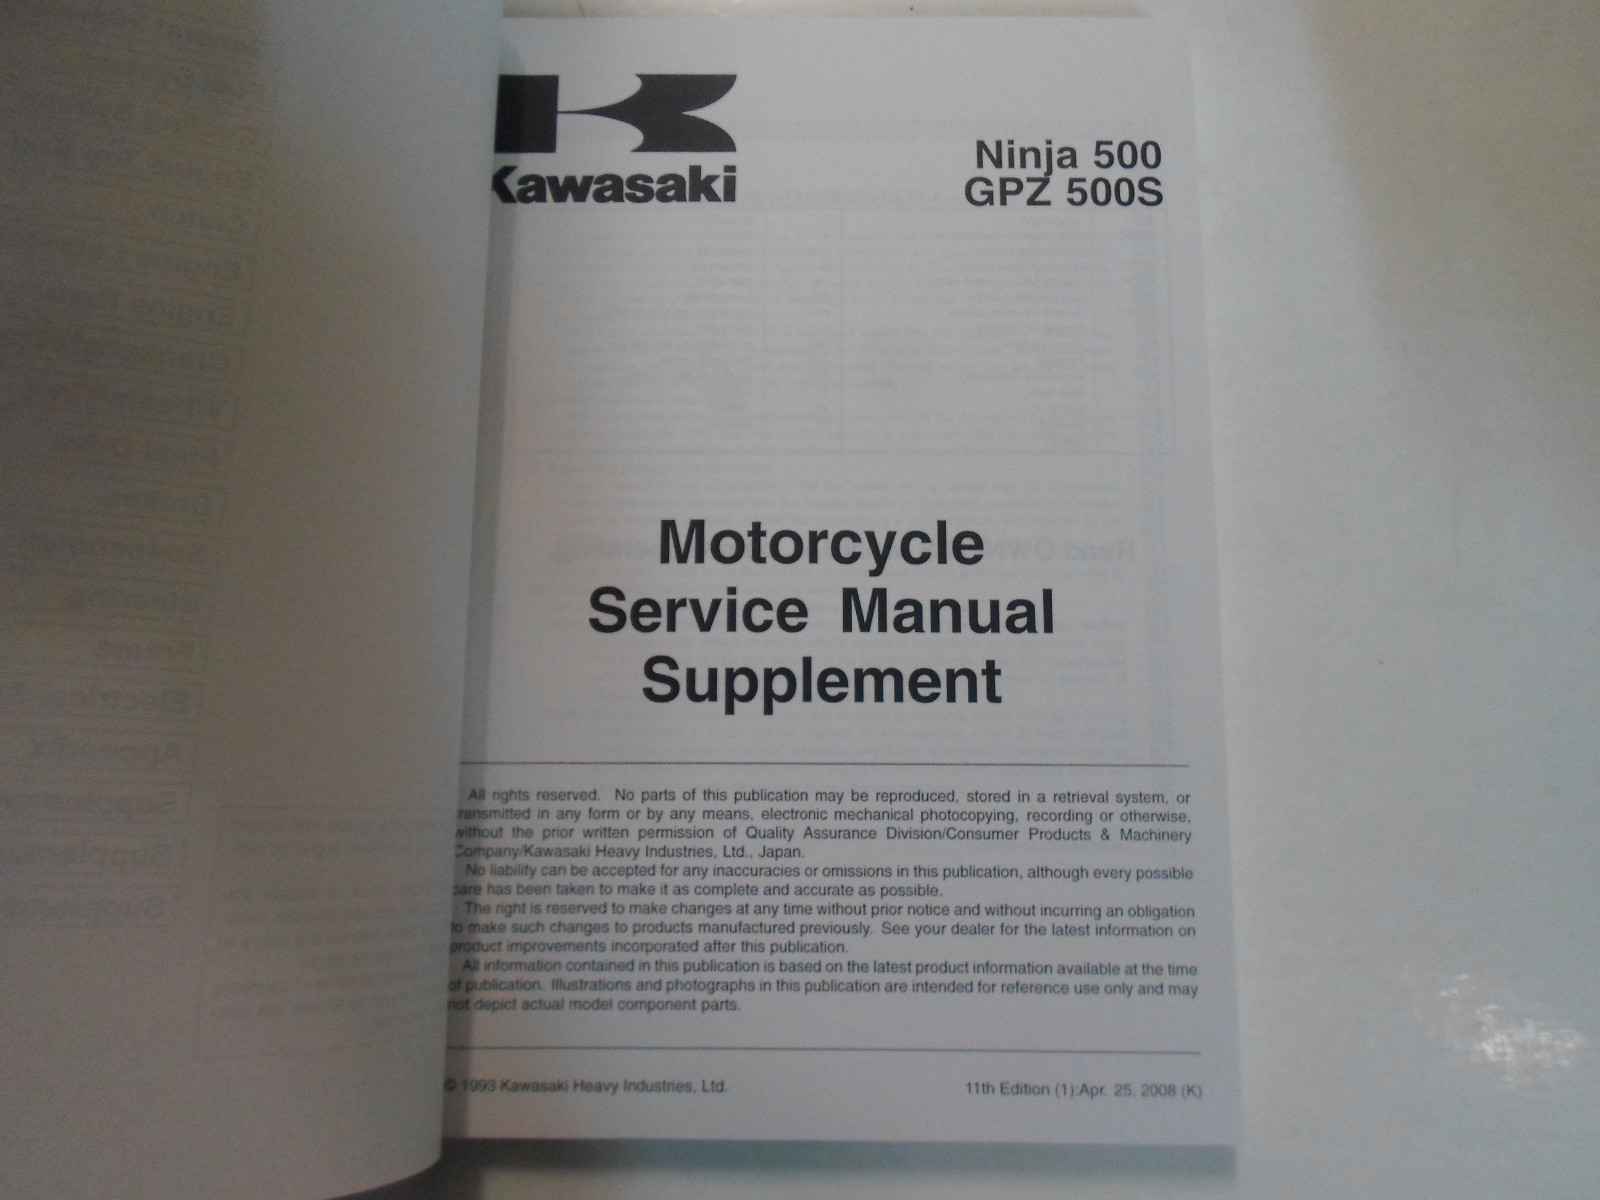 Kawasaki
Ninja 500
GPZ 500S
Motorcycle
Service Manual
Supplement
All rights reserved. No parts of this publication may be reproduced, stored in a retrieval system, or
transmitted in any form or by any means, electronic mechanical photocopying, recording or otherwise,
without the prior written permission of Quality Assurance Division/Consumer Products & Machinery
Company/Kawasaki Heavy Industries, Ltd., Japan.
No liability can be accepted for any inaccuracies or omissions in this publication, although every possible
care has been taken to make it as complete and accurate as possible.
The right is reserved to make changes at any time without prior notice and without incurring an obligation
to make such changes to products manufactured previously. See your dealer for the latest information on
product improvements incorporated after this publication.
All information contained in this publication is based on the latest product information available at the time
of publication. Illustrations and photographs in this publication are intended for reference use only and may
not depict actual model component parts.
© 1993 Kawasaki Heavy Industries, Ltd.
11th Edition (1):Apr. 25, 2008 (K)